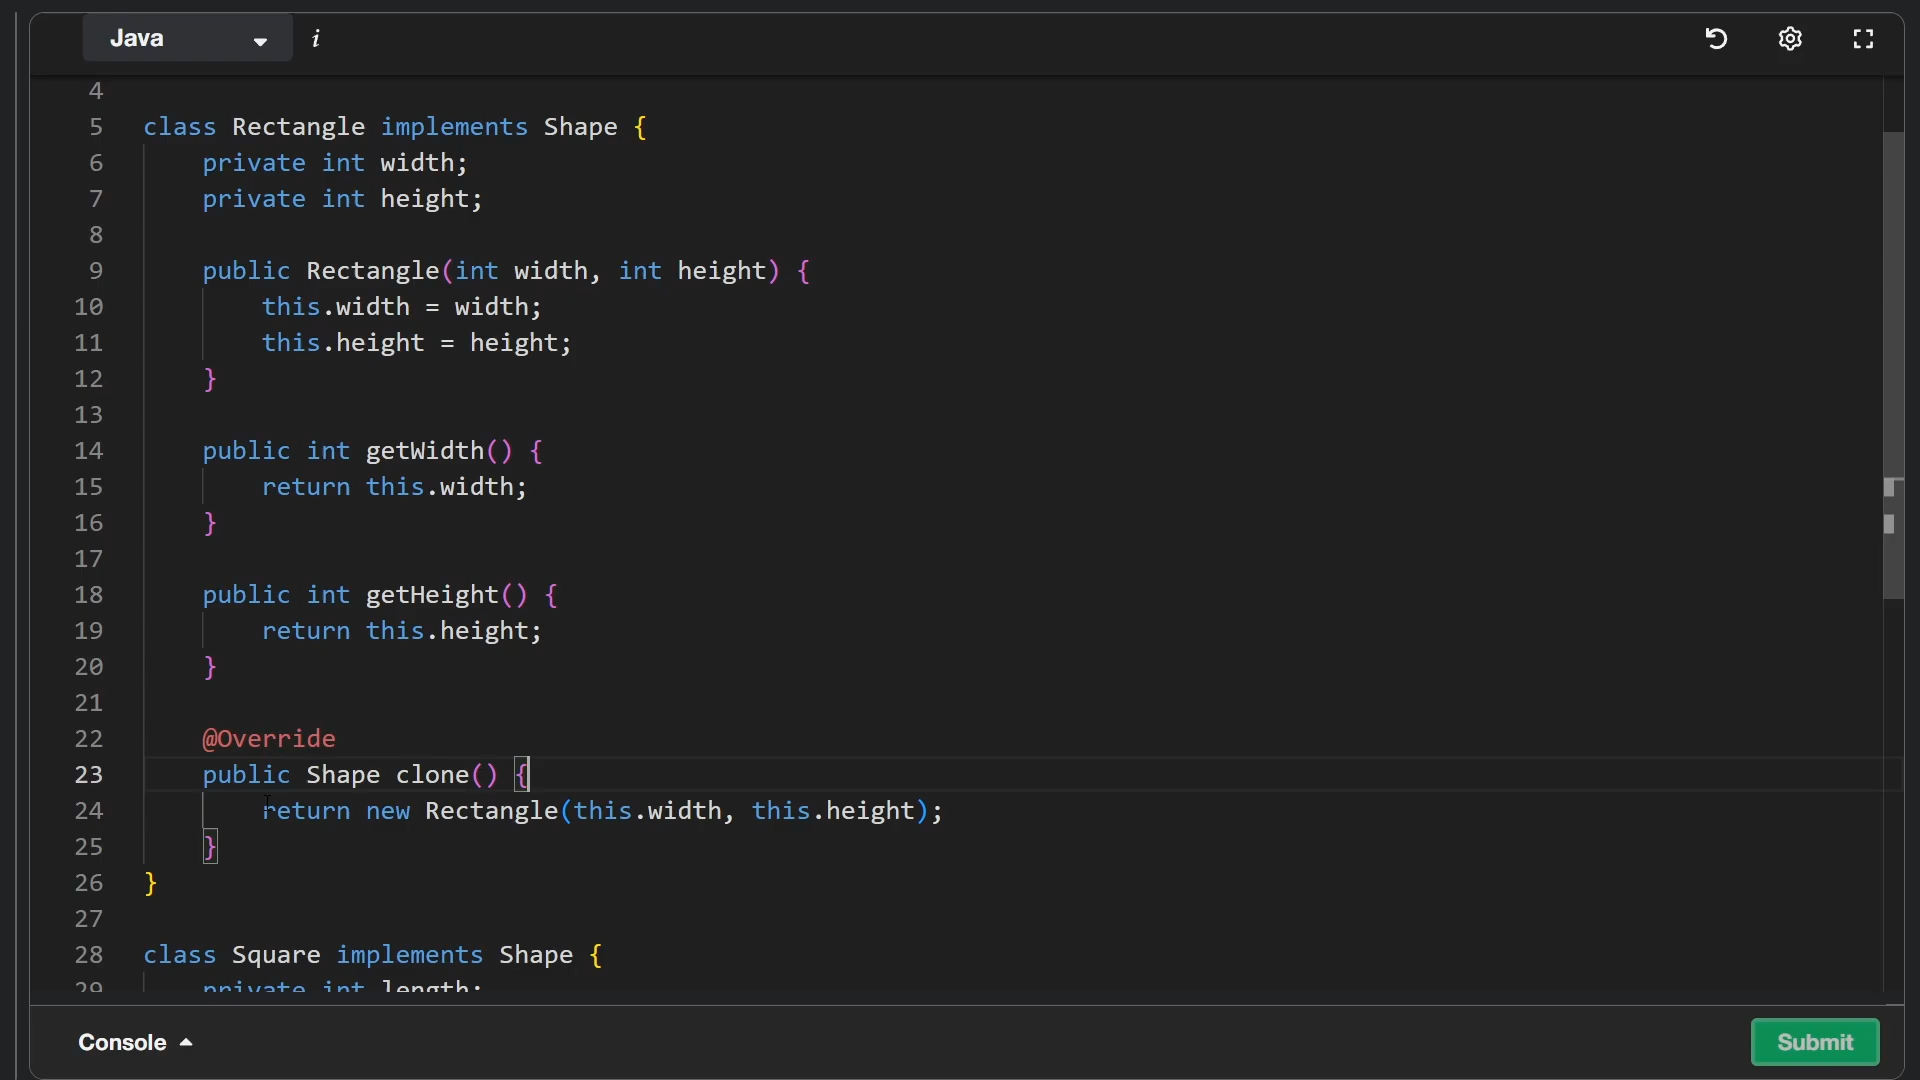 Java i
4
5 class Rectangle implements Shape {
6 private int width;
7 private int height;
8
9 public Rectangle(int width, int height) {
10 this.width = width;
11 this.height = height;
12 }
13
14 public int getWidth() {
15 return this.width;
16 }
17
18 public int getHeight() {
19 return this.height;
20 }
21
22 @Override
23 public Shape clone() {
24 return new Rectangle(this.width, this.height);
25 }
26 }
27
28 class Square implements Shape {
29 private int length;
Console
Submit